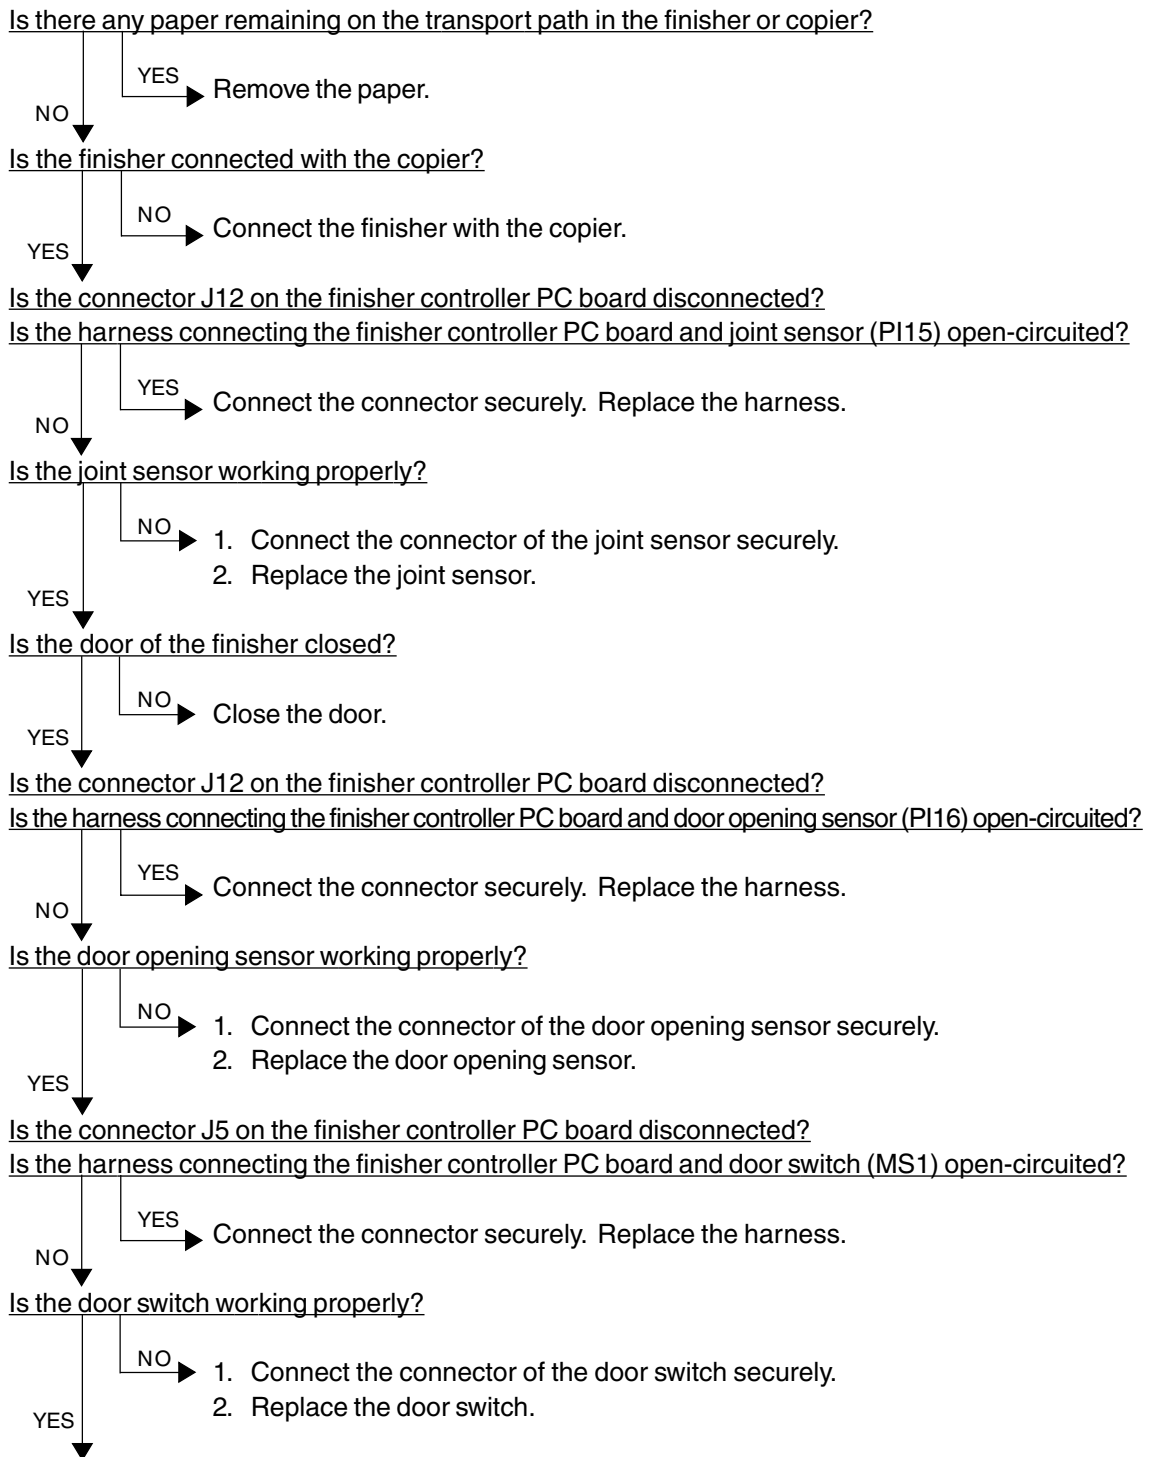 Is there any paper remaining on the transport path in the finisher or copier?
YES
Remove the paper.
NO
Is the finisher connected with the copier?
NO
Connect the finisher with the copier.
YES
Is the connector J12 on the finisher controller PC board disconnected?
Is the harness connecting the finisher controller PC board and joint sensor (PI15) open-circuited?
YES
Connect the connector securely. Replace the harness.
NO
Is the joint sensor working properly?
NO
1. Connect the connector of the joint sensor securely.
2. Replace the joint sensor.
YES
Is the door of the finisher closed?
NO
Close the door.
YES
Is the connector J12 on the finisher controller PC board disconnected?
Is the harness connecting the finisher controller PC board and door opening sensor (PI16) open-circuited?
YES
Connect the connector securely. Replace the harness.
NO
Is the door opening sensor working properly?
NO
1. Connect the connector of the door opening sensor securely.
2. Replace the door opening sensor.
YES
Is the connector J5 on the finisher controller PC board disconnected?
Is the harness connecting the finisher controller PC board and door switch (MS1) open-circuited?
YES
Connect the connector securely. Replace the harness.
NO
Is the door switch working properly?
NO
1. Connect the connector of the door switch securely.
2. Replace the door switch.
YES